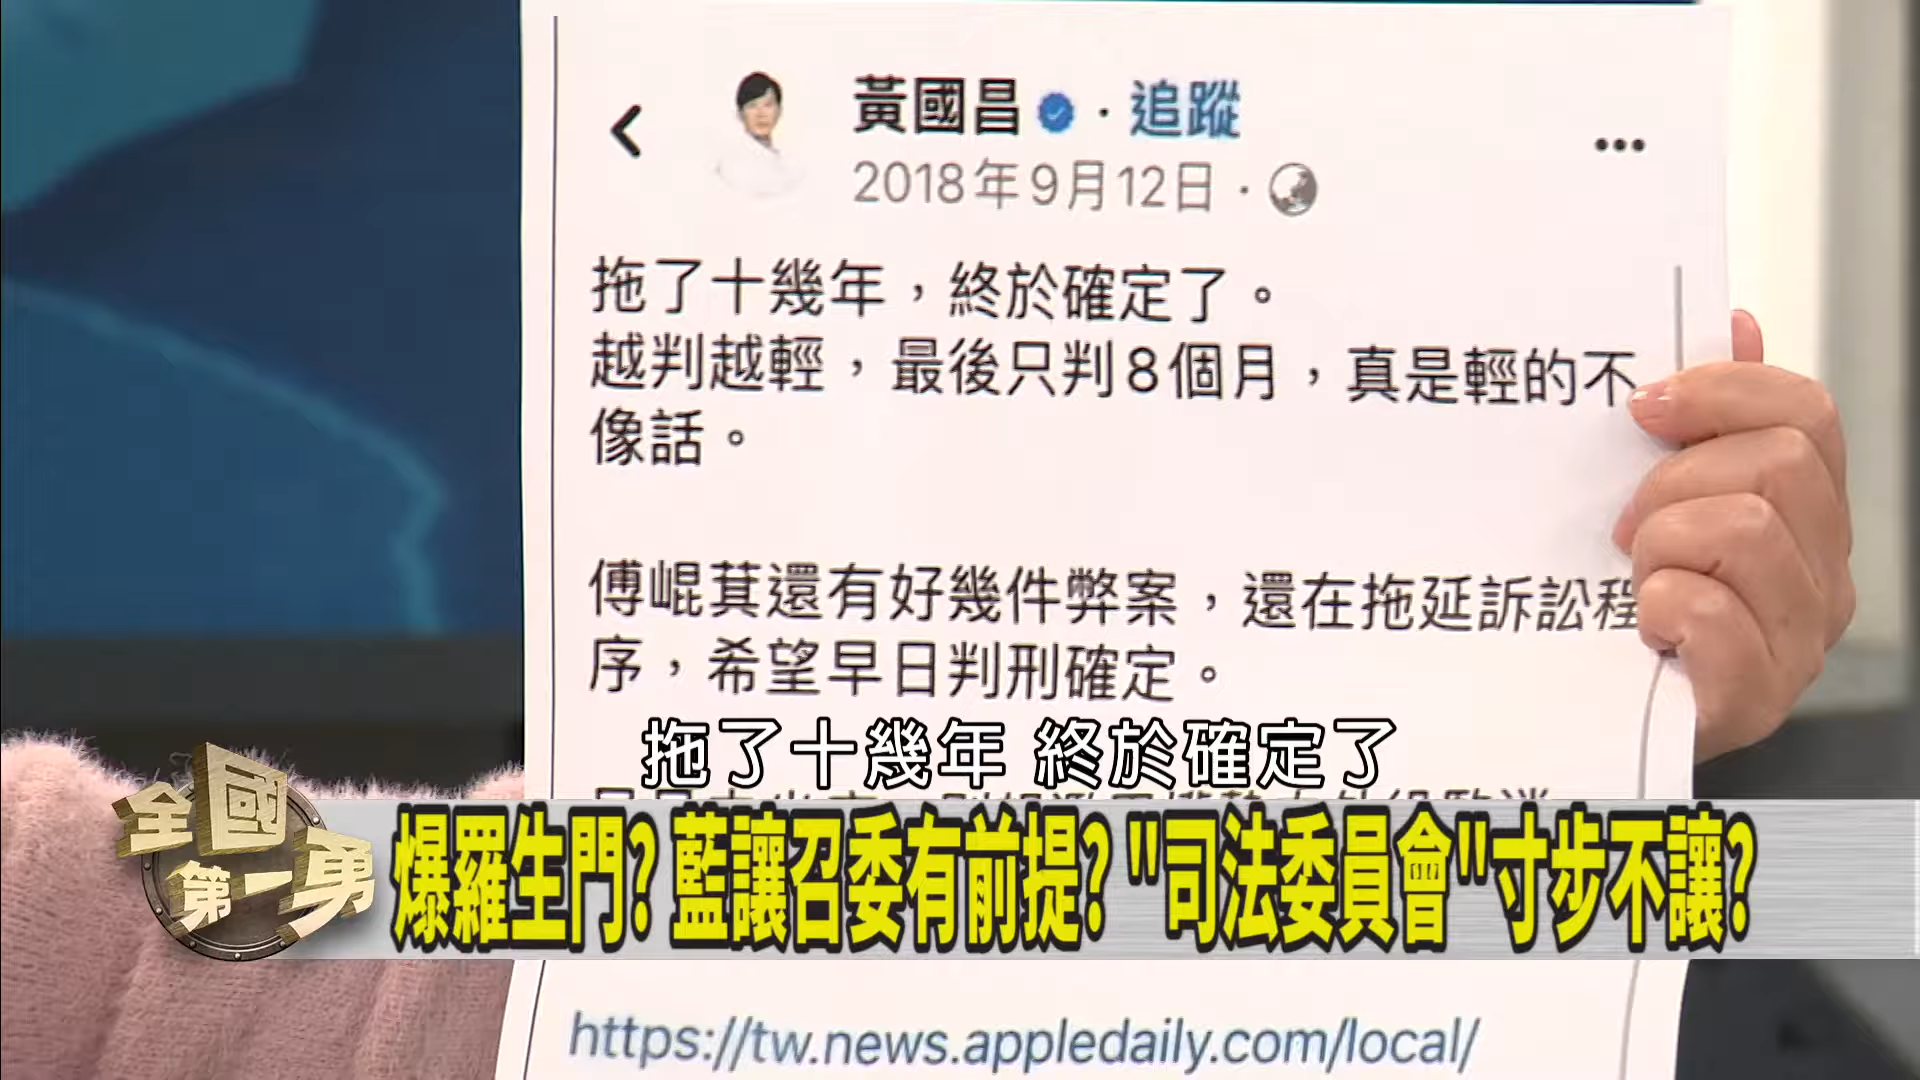 黃國昌 · 追蹤
2018年9月12日 ·
拖了十幾年，終於確定了。
越判越輕，最後只判8個月，真是輕的不
像話。
傅崐萁還有好幾件弊案，還在拖延訴訟程
序，希望早日判刑確定。
拖了十幾年 終於確定了
全國
第一勇
爆羅生門? 藍讓召委有前提? "司法委員會"寸步不讓?
https://tw.news.appledaily.com/local/